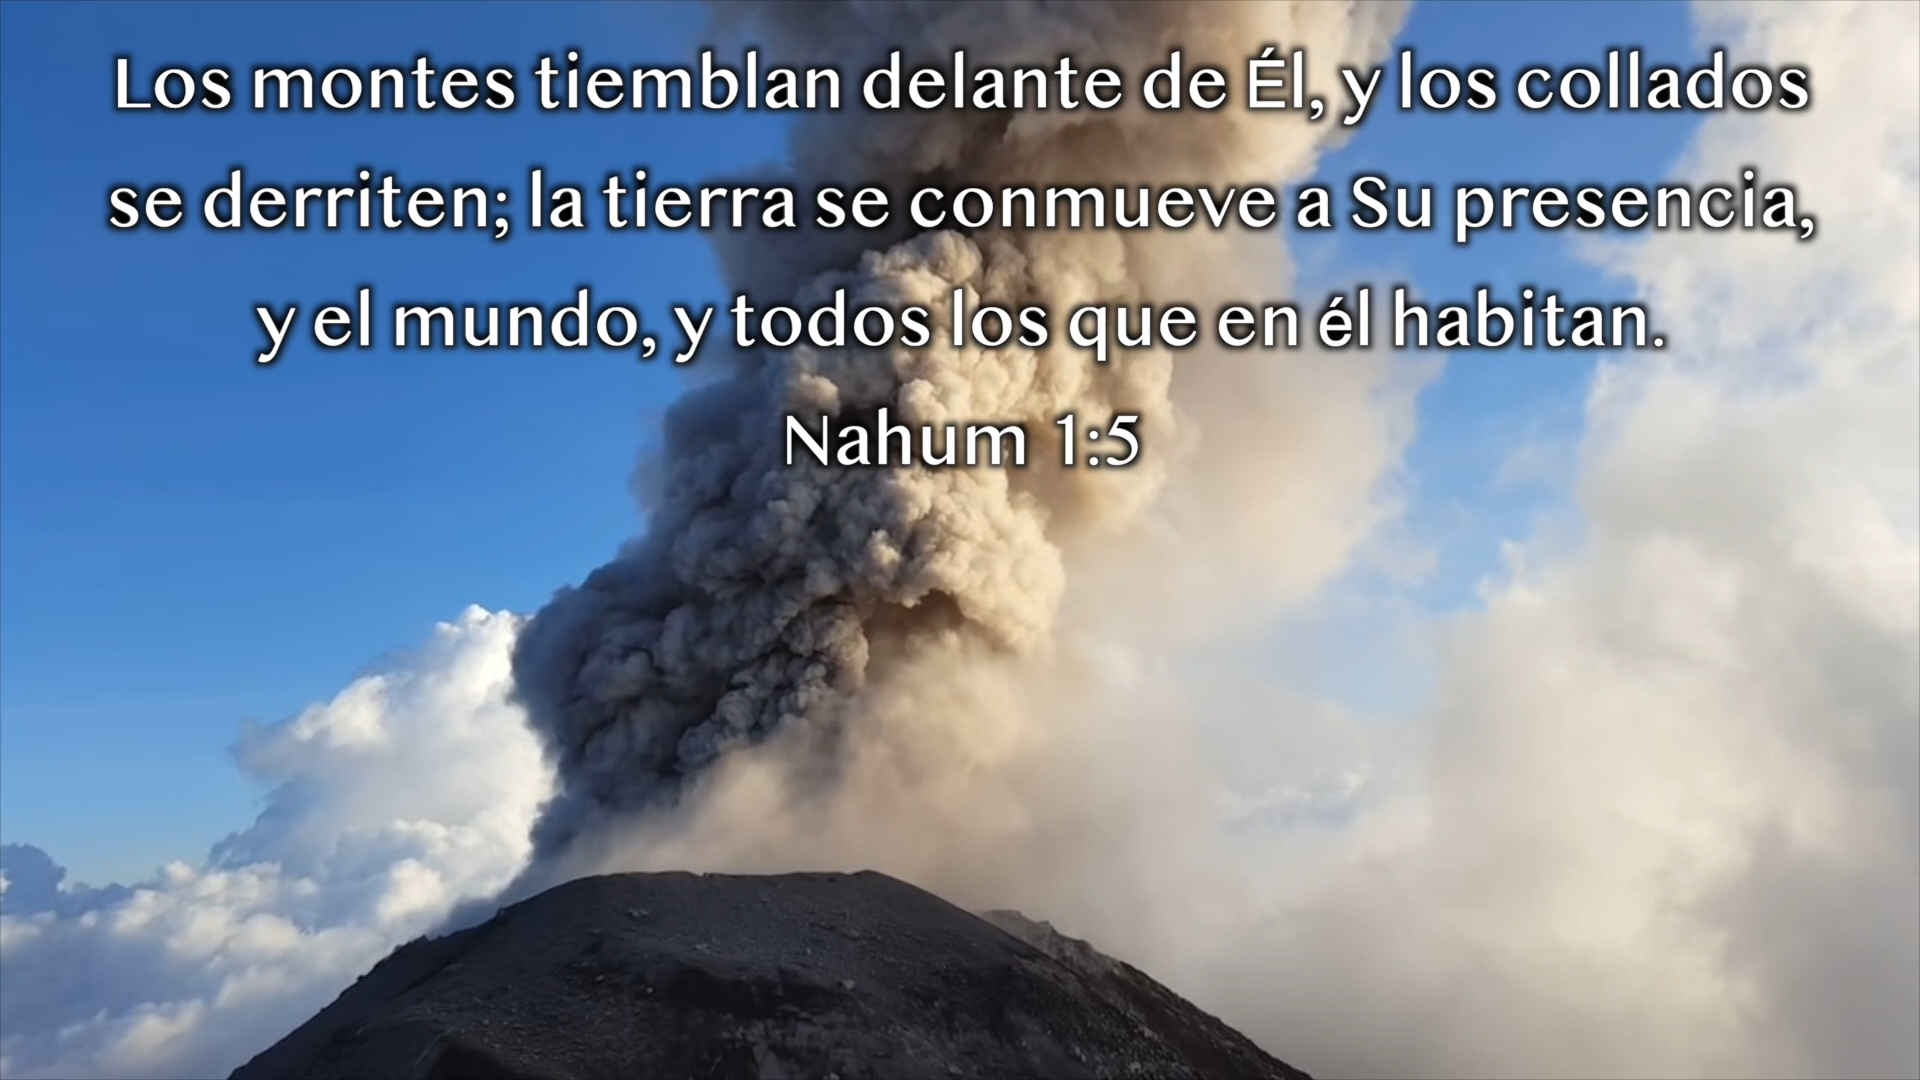 Los montes tiemblan delante de Él, y los collados
se derriten; la tierra se conmueve a Su presencia,
y el mundo, y todos los que en él habitan.
Nahum 1:5